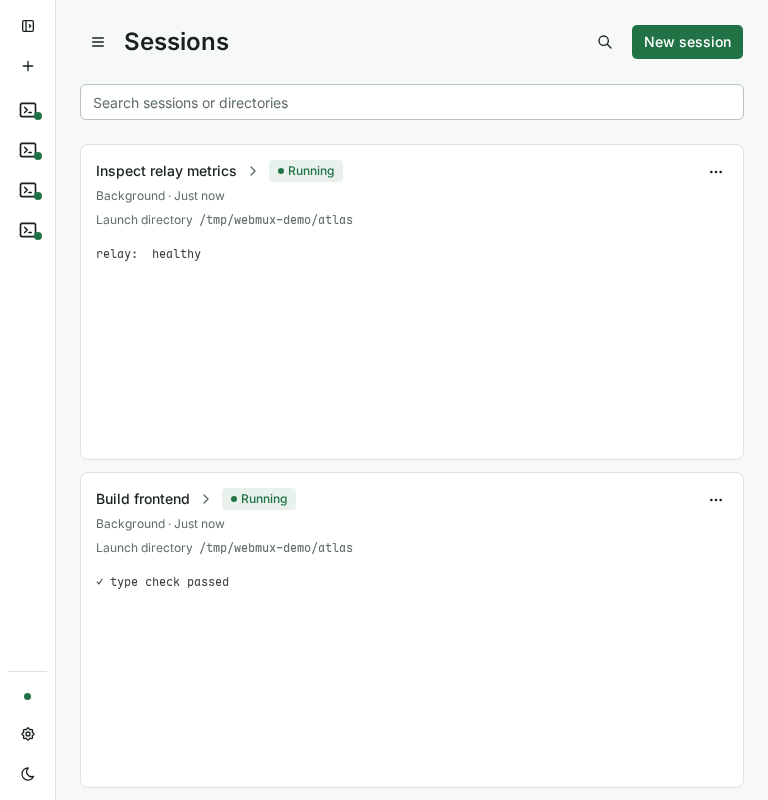 Sessions
New session
Search sessions or directories
Inspect relay metrics
Running
Background · Just now
Launch directory /tmp/webmux-demo/atlas
relay:  healthy
Build frontend
Running
Background · Just now
Launch directory /tmp/webmux-demo/atlas
✓ type check passed